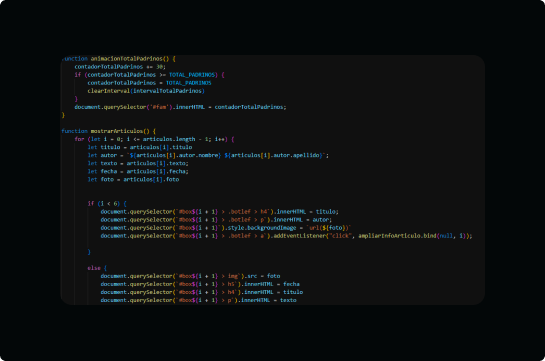 function animacionTotalPadrinos() {
contadorTotalPadrinos += 30;
if (contadorTotalPadrinos >= TOTAL_PADRINOS) {
contadorTotalPadrinos = TOTAL_PADRINOS
clearInterval(intervalTotalPadrinos)
}
document.querySelector("#fam").innerHTML = contadorTotalPadrinos;
}
function mostrarArticulos() {
for (let i = 0; i <= articulos.length - 1; i++) {
let titulo = articulos[i].titulo
let autor = `${articulos[i].autor.nombre} ${articulos[i].autor.apellido}`;
let texto = articulos[i].texto;
let fecha = articulos[i].fecha;
let foto = articulos[i].foto
if (i < 6) {
document.querySelector(`#box${i + 1} > .botlef > h4`).innerHTML = titulo;
document.querySelector(`#box${i + 1} > .botlef > p`).innerHTML = autor;
document.querySelector(`#box${i + 1}`).style.backgroundImage = `url(${foto})`
document.querySelector(`#box${i + 1} > .botlef > a`).addEventListener("click", ampliarInfoArticulo.bind(null, i));
}
else {
document.querySelector(`#box${i + 1} > img`).src = foto
document.querySelector(`#box${i + 1} > h5`).innerHTML = fecha
document.querySelector(`#box${i + 1} > h4`).innerHTML = titulo
document.querySelector(`#box${i + 1} > p`).innerHTML = texto